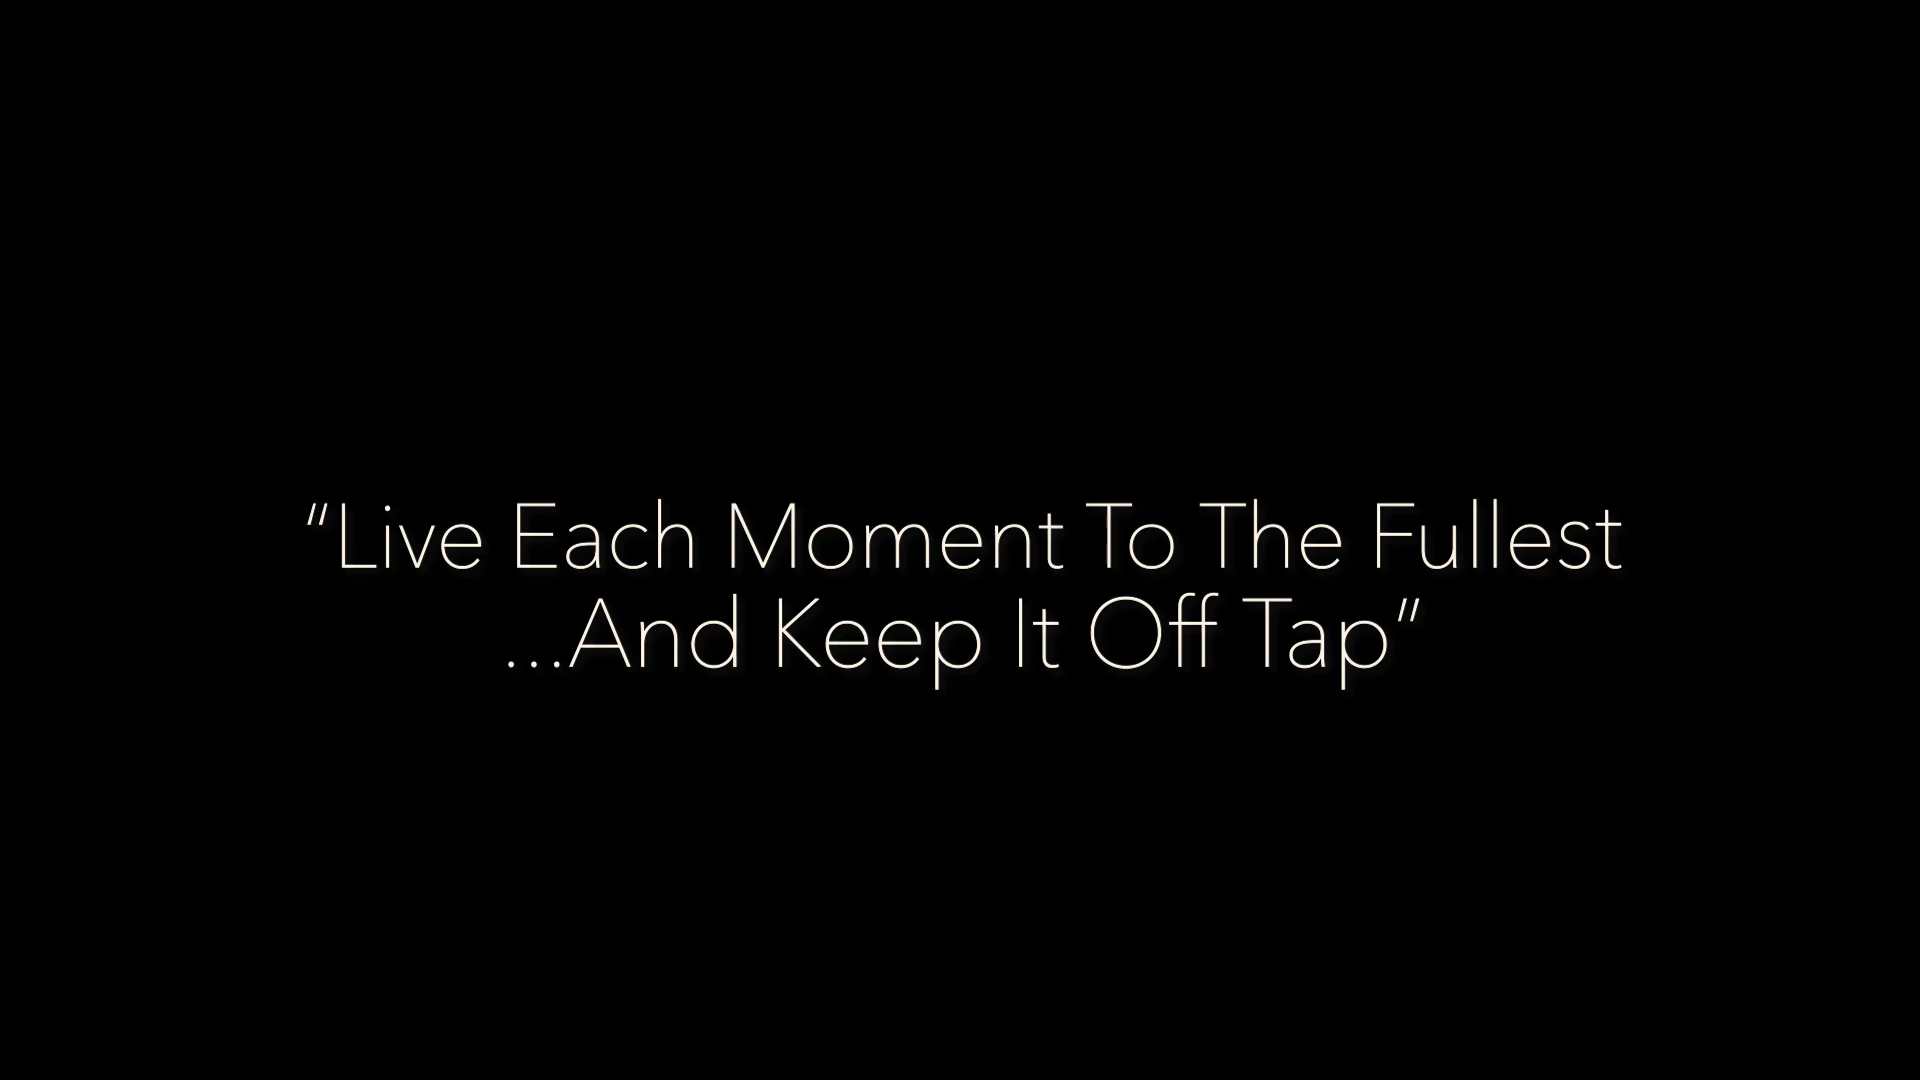 “Live Each Moment To The Fullest
...And Keep It Off Tap”